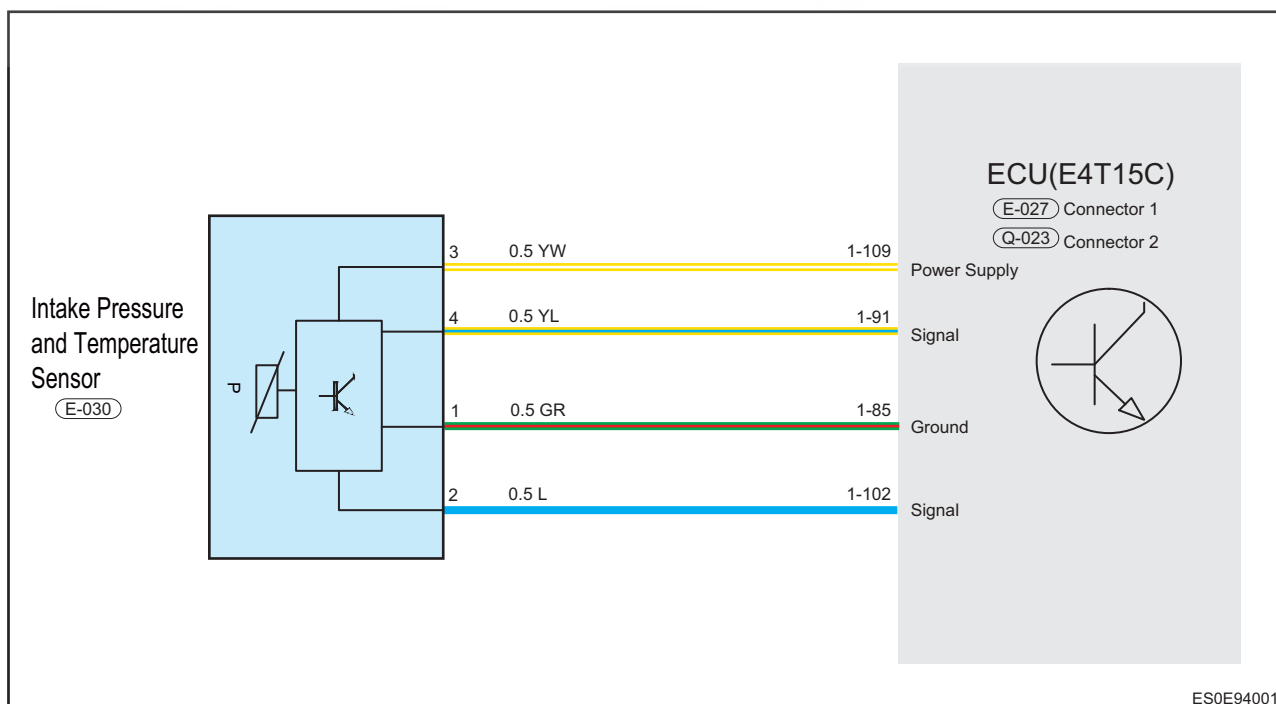 ECU(E4T15C)
E-027 Connector 1
Q-023 Connector 2
Intake Pressure
and Temperature
Sensor
E-030
P
3 0.5 YW 1-109
Power Supply
4 0.5 YL 1-91
Signal
1 0.5 GR 1-85
Ground
2 0.5 L 1-102
Signal
ES0E94001